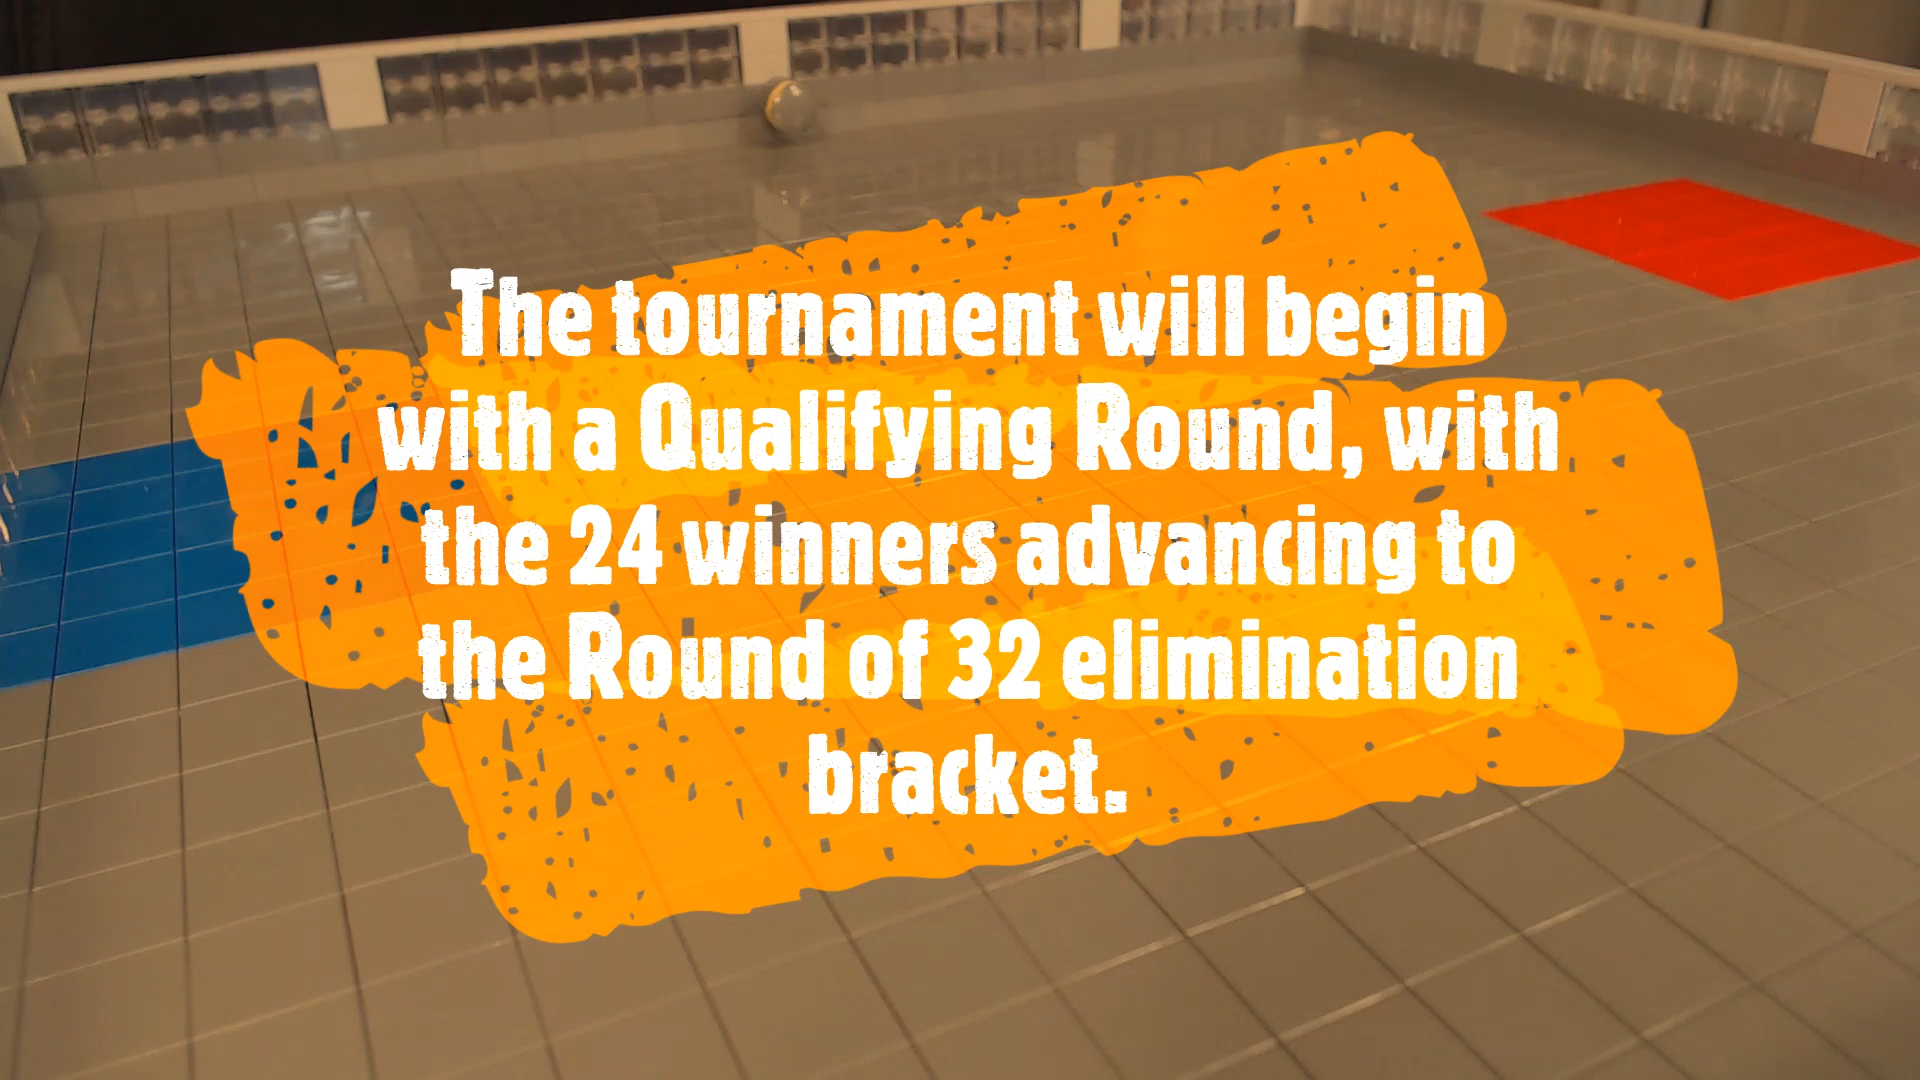 The tournament will begin
with a Qualifying Round, with
the 24 winners advancing to
the Round of 32 elimination
bracket.